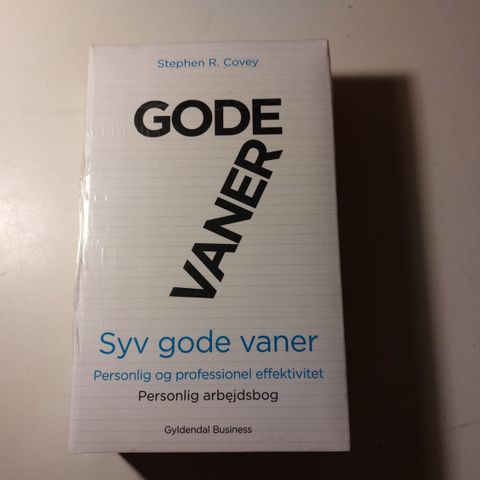 Stephen R. Covey
GODE
VANER
Syv gode vaner
Personlig og professionel effektivitet
Personlig arbejdsbog
Gyldendal Business